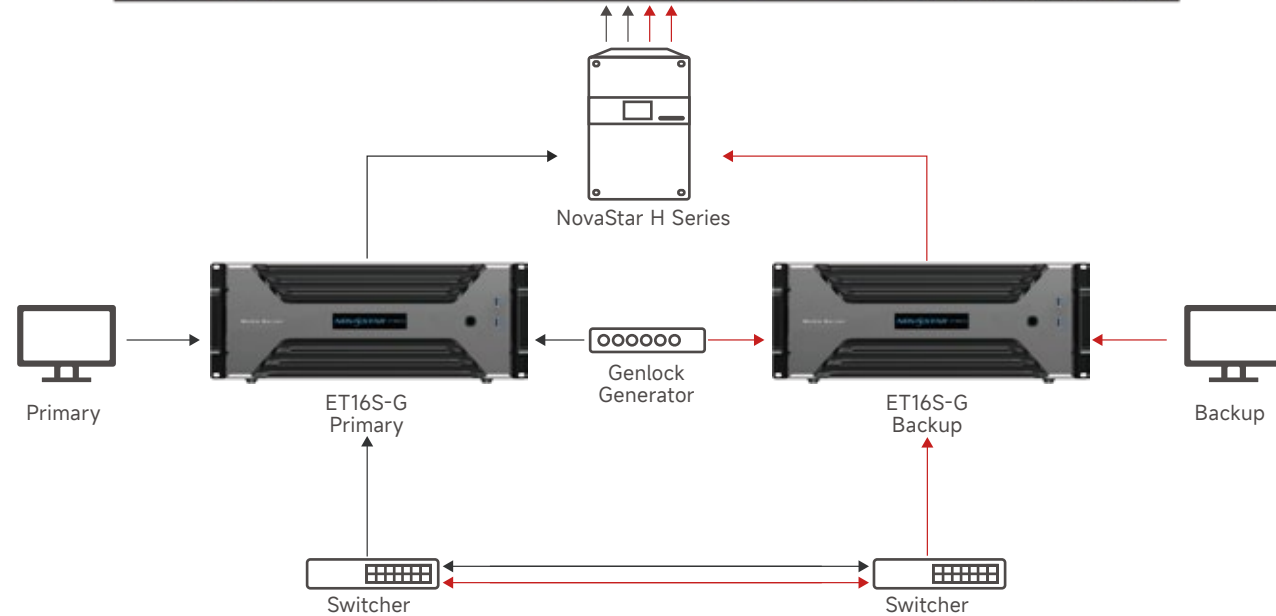 NovaStar H Series
Primary
ET16S-G
Primary
Genlock
Generator
ET16S-G
Backup
Backup
Switcher
Switcher